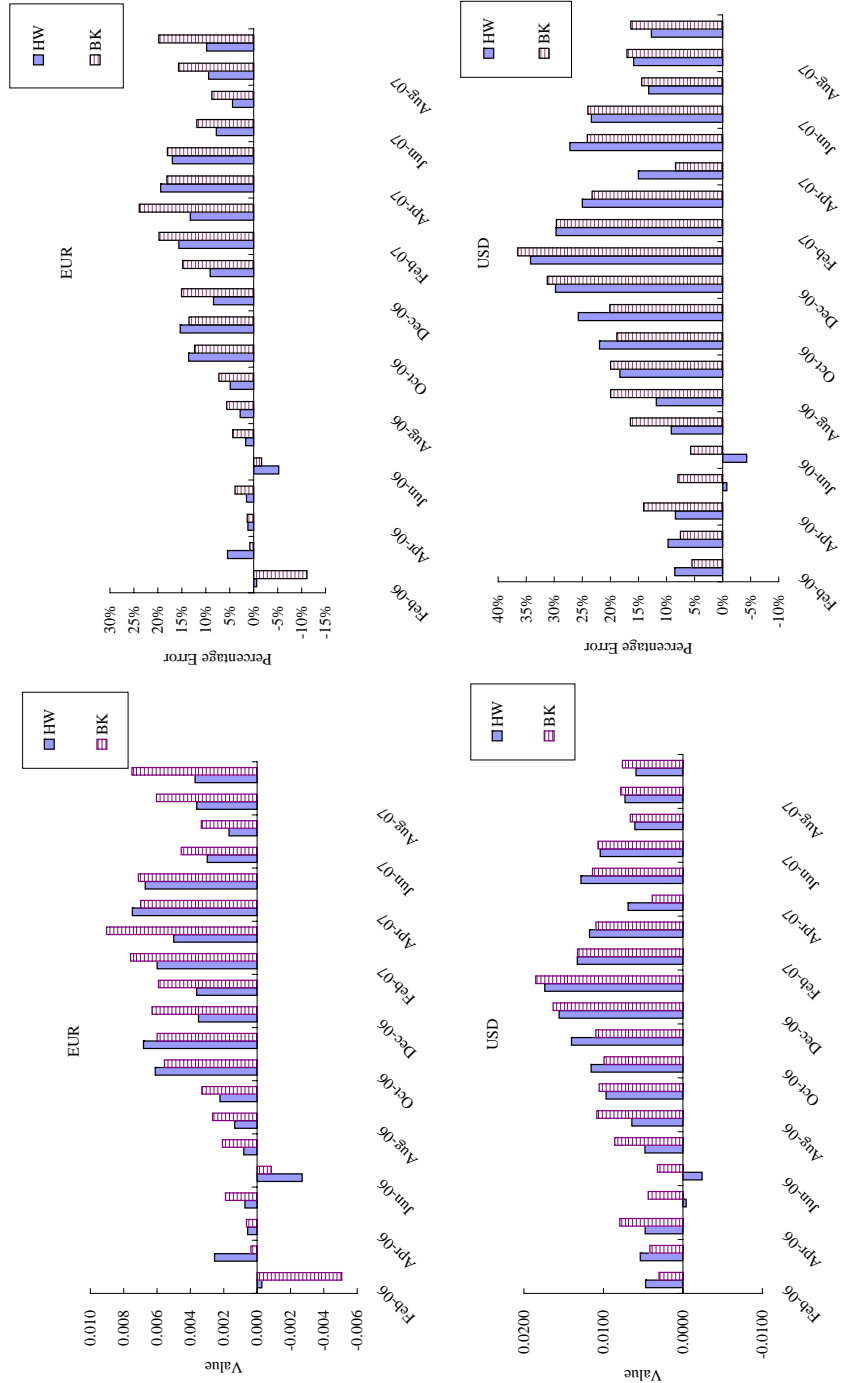 EUR
Value
0.010
0.008
0.006
0.004
0.002
0.000
-0.002
-0.004
-0.006
Feb-06
Apr-06
Jun-06
Aug-06
Oct-06
Dec-06
Feb-07
Apr-07
Jun-07
Aug-07
HW
BK
EUR
Percentage Error
30%
25%
20%
15%
10%
5%
0%
-5%
-10%
-15%
Feb-06
Apr-06
Jun-06
Aug-06
Oct-06
Dec-06
Feb-07
Apr-07
Jun-07
Aug-07
HW
BK
USD
Value
0.0200
0.0100
0.0000
-0.0100
Feb-06
Apr-06
Jun-06
Aug-06
Oct-06
Dec-06
Feb-07
Apr-07
Jun-07
Aug-07
HW
BK
USD
Percentage Error
40%
35%
30%
25%
20%
15%
10%
5%
0%
-5%
-10%
Feb-06
Apr-06
Jun-06
Aug-06
Oct-06
Dec-06
Feb-07
Apr-07
Jun-07
Aug-07
HW
BK